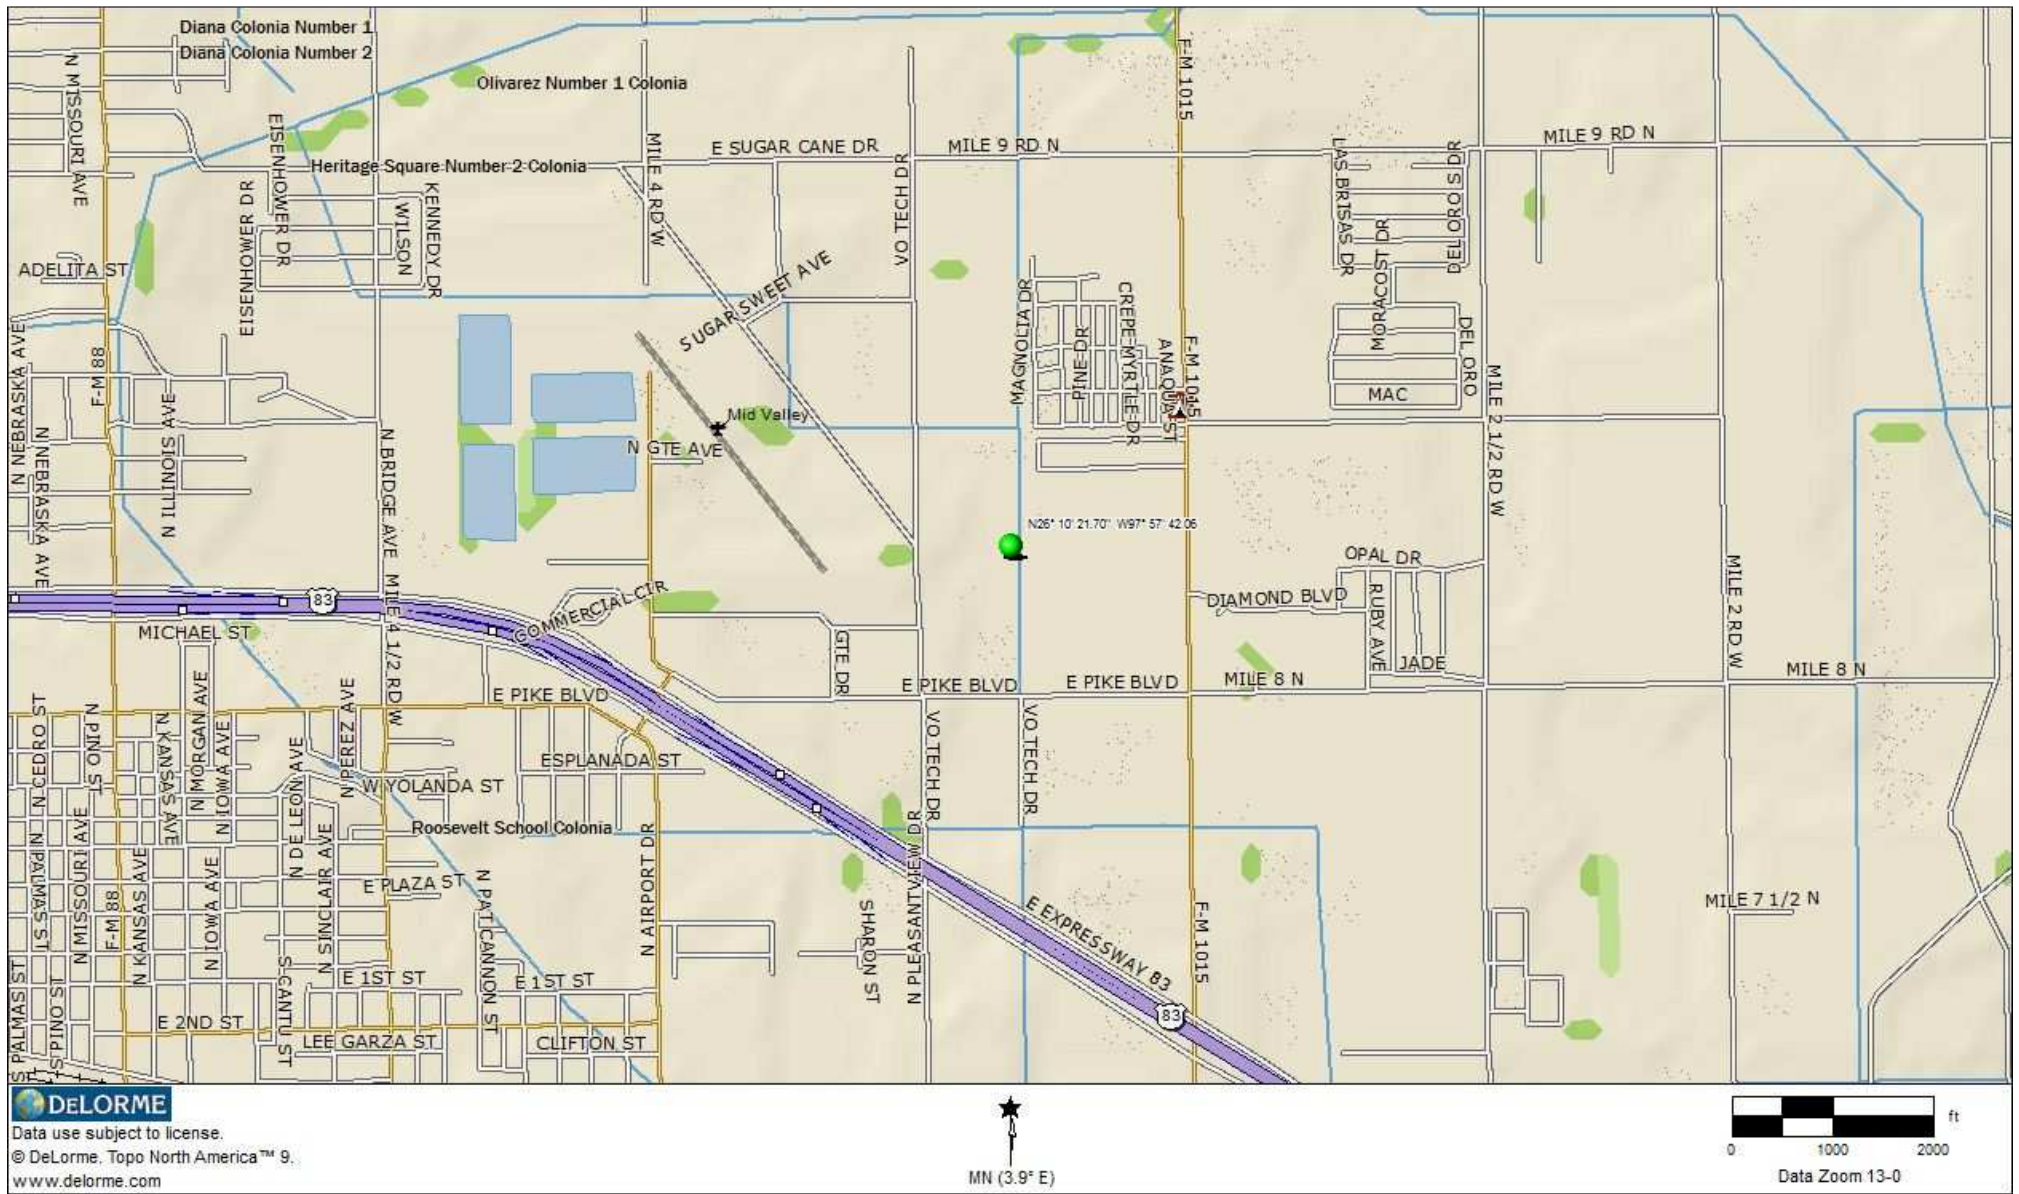 Diana Colonia Number 1
Diana Colonia Number 2
Olivarez Number 1 Colonia
N MISSOURI AVE
EISENHOWER DR
F-M 1015
Heritage Square Number 2 Colonia
MILE 4 RD W
E SUGAR CANE DR
VO TECH DR
MILE 9 RD N
MILE 9 RD N
LAS BRISAS DR
DEL ORO S DR
MORACOST DR
EISENHOWER DR
WILSON
KENNEDY DR
ADELITA ST
S UGAR SWEET AVE
MAGNOLIA DR
PINE DR
CREPE MYRTLE DR
F-M 1015
DEL ORO
MAC
MILE 2 1/2 RD W
N NEBRASKA AVE
F-M 88
N NEBRASKA AVE
N ILLINOIS AVE
N BRIDGE AVE
Mid Valley
N GTE AVE
N26° 10' 21.70" W97° 57' 42.06
OPAL DR
DIAMOND BLVD
RUBY AVE
JADE
MILE 2 RD W
83
MICHAEL ST
MILE 4 1/2 RD W
COMMERCIAL CIR
GTE DR
E PIKE BLVD
E PIKE BLVD
E PIKE BLVD
MILE 8 N
MILE 8 N
N CEDRO ST
N PINO ST
N KANSAS AVE
N MORGAN AVE
N IOWA AVE
N DE LEON AVE
N PEREZ AVE
W YOLANDA ST
ESPLANADA ST
VO TECH DR
VO TECH DR
Roosevelt School Colonia
N PALMAS ST
N MISSOURI AVE
F-M 88
N KANSAS AVE
N IOWA AVE
N SINCLAIR AVE
E PLAZA ST
N PAT CANNON ST
N AIRPORT DR
SHARON ST
N PLEASANTVIEW DR
E EXPRESSWAY 83
F-M 1015
MILE 7 1/2 N
83
S PALMAS ST
S PINO ST
E 1ST ST
E 1ST ST
E 2ND ST
S CANTU ST
LEE GARZA ST
CLIFTON ST
DELORME
Data use subject to license.
© DeLorme. Topo North America™ 9.
www.delorme.com
MN (3.9° E)
ft
0 1000 2000
Data Zoom 13-0